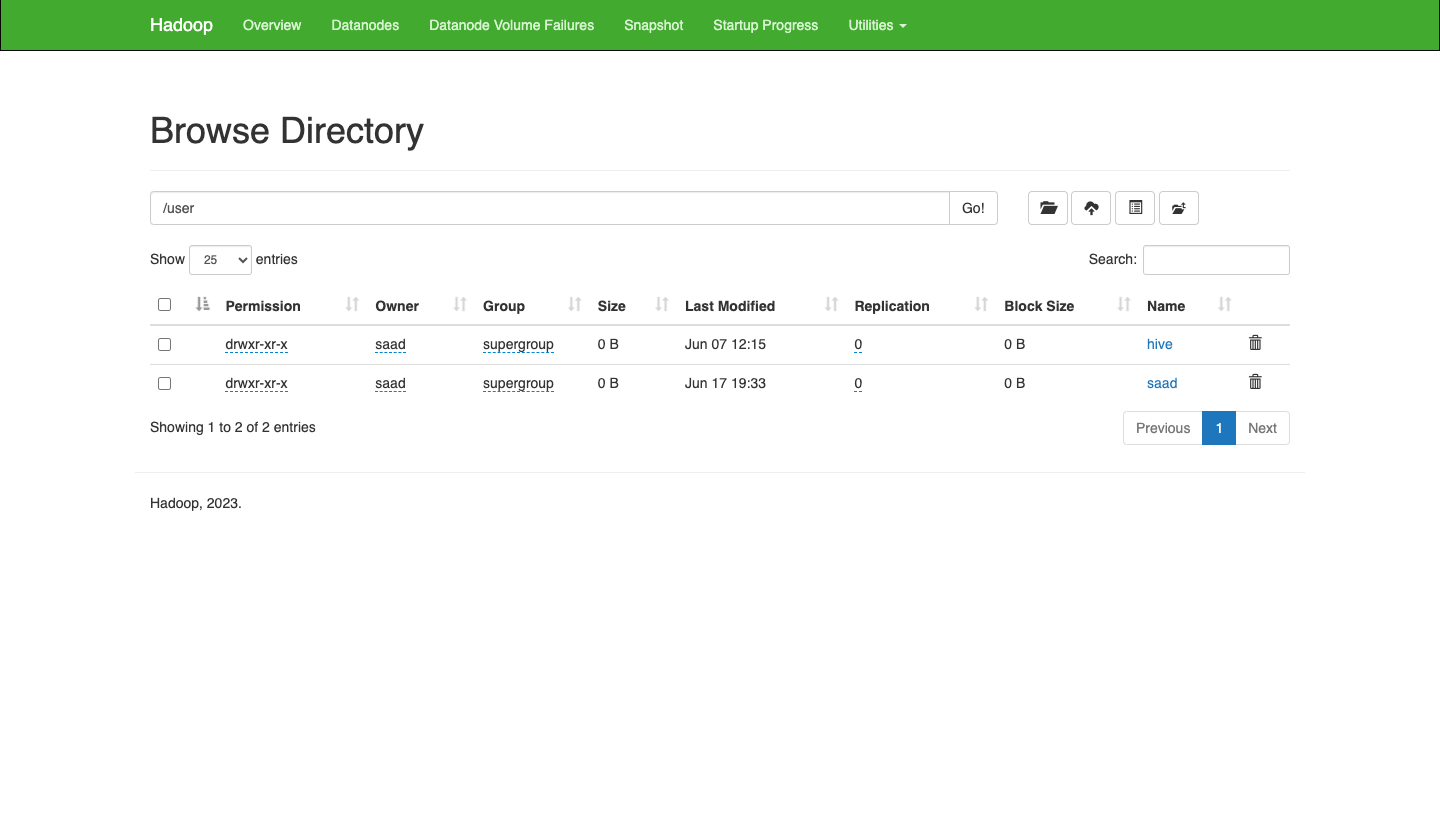 Hadoop Overview Datanodes Datanode Volume Failures Snapshot Startup Progress Utilities
Browse Directory
/user Go!
Show 25 entries Search:
Permission Owner Group Size Last Modified Replication Block Size Name
drwxr-xr-x saad supergroup 0 B Jun 07 12:15 0 0 B hive
drwxr-xr-x saad supergroup 0 B Jun 17 19:33 0 0 B saad
Showing 1 to 2 of 2 entries Previous 1 Next
Hadoop, 2023.